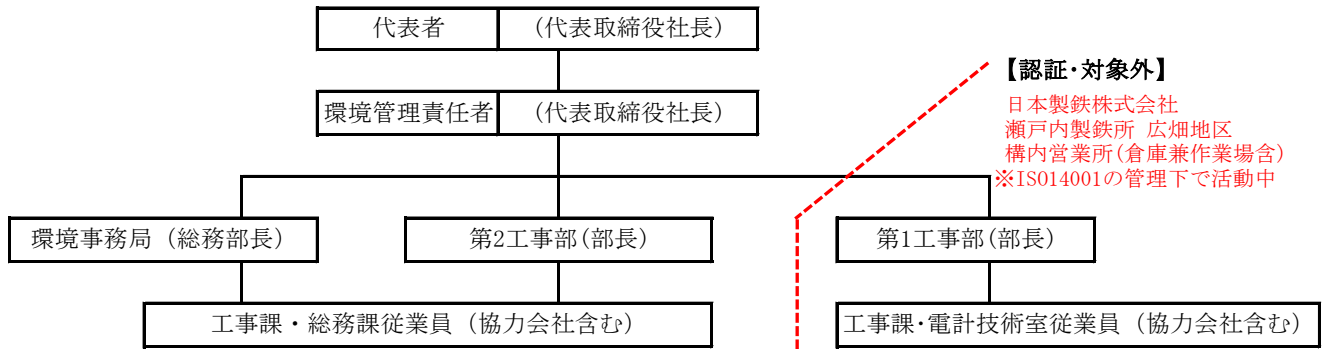 代表者 (代表取締役社長)
【認証・対象外】
環境管理責任者 (代表取締役社長)
日本製鉄株式会社
瀬戸内製鉄所 広畑地区
構内営業所(倉庫兼作業場含)
※ISO14001の管理下で活動中
環境事務局 (総務部長)
第2工事部(部長)
第1工事部(部長)
工事課・総務課従業員 (協力会社含む)
工事課・電計技術室従業員 (協力会社含む)